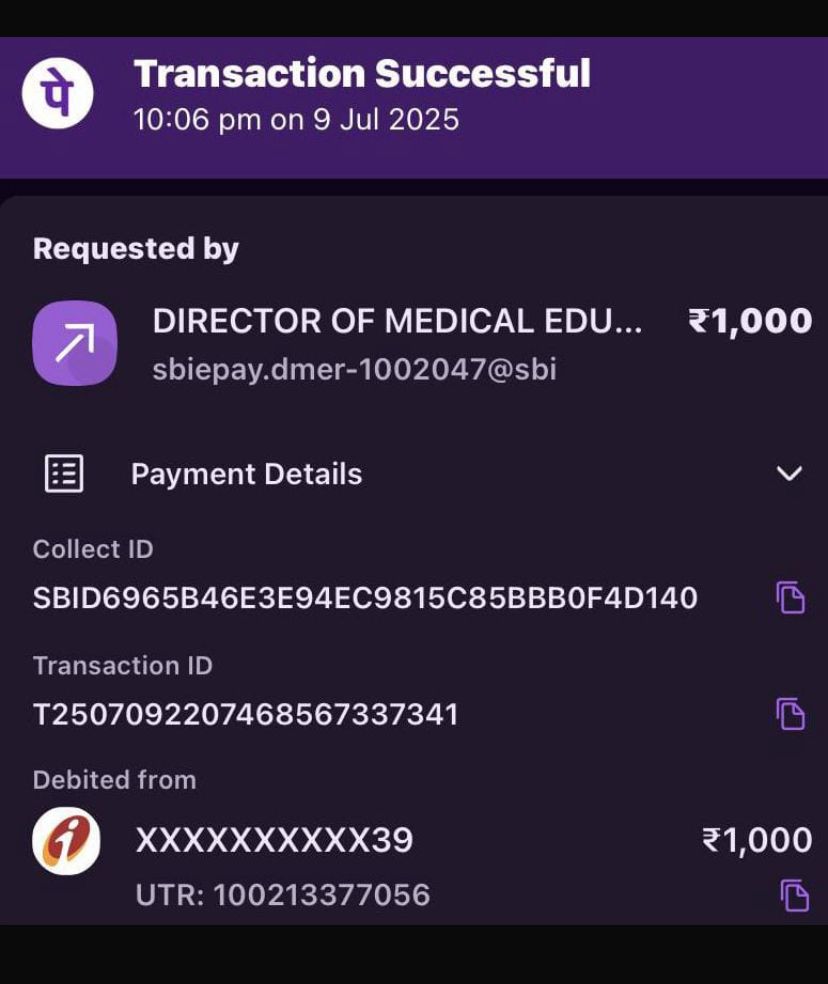 पे
Transaction Successful
10:06 pm on 9 Jul 2025
Requested by
DIRECTOR OF MEDICAL EDU... ₹1,000
sbiepay.dmer-1002047@sbi
Payment Details
Collect ID
SBID6965B46E3E94EC9815C85BBB0F4D140
Transaction ID
T2507092207468567337341
Debited from
XXXXXXXXXX39 ₹1,000
UTR: 100213377056